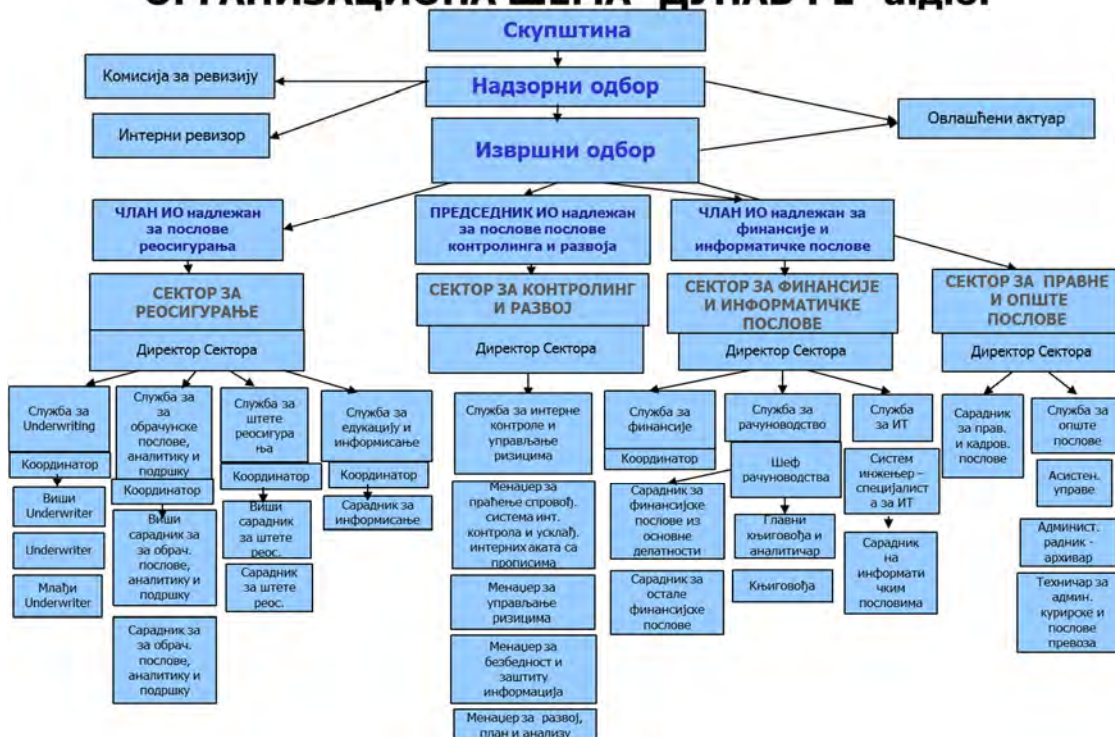 ОРГАНИЗАЦИОНА ШЕМА "ДУНАВ РЕ" а.д.о.
Скупштина
Комисија за ревизију
Надзорни одбор
Интерни ревизор
Овлашћени актуар
Извршни одбор
ЧЛАН ИО надлежан
за послове
реосигурања
ПРЕДСЕДНИК ИО надлежан
за послове послове
контролинга и развоја
ЧЛАН ИО надлежан за
финансије и
информатичке послове
СЕКТОР ЗА
РЕОСИГУРАЊЕ
Директор Сектора
СЕКТОР ЗА КОНТРОЛИНГ
И РАЗВОЈ
Директор Сектора
СЕКТОР ЗА ФИНАНСИЈЕ
И ИНФОРМАТИЧКЕ
ПОСЛОВЕ
Директор Сектора
СЕКТОР ЗА ПРАВНЕ
И ОПШТЕ
ПОСЛОВЕ
Директор Сектора
Служба за
Underwriting
Координатор
Виши
Underwriter
Underwriter
Млађи
Underwriter
Служба за
за
обрачунске
послове,
аналитику и
подршку
Координатор
Виши
сарадник за
за обрач.
послове,
аналитику и
подршку
Сарадник за
за обрач.
послове,
аналитику и
подршку
Служба за
штете
реосигура
ња
Координатор
Виши
сарадник
за штете
реос.
Сарадник
за штете
реос.
Служба за
едукацију и
информисање
Координатор
Сарадник за
информисање
Служба за интерне
контроле и
управљање
ризицима
Менаџер за
праћење спровођ.
система инт.
контрола и усклађ.
интерних аката са
прописима
Менаџер за
управљање
ризицима
Менаџер за
безбедност и
заштиту
информација
Менаџер за развој,
план и анализу
Служба за
финансије
Координатор
Сарадник за
финансијске
послове из
основне
делатности
Сарадник за
остале
финансијске
послове
Служба за
рачуноводство
Шеф
рачуноводства
Главни
књиговођа и
аналитичар
Књиговођа
Служба
за ИТ
Систем
инжењер –
специјалист
а за ИТ
Сарадник
на
информати
чким
пословима
Сарадник
за прав.
и кадров.
послове
Служба за
опште
послове
Асистен.
управе
Админист.
радник -
архивар
Техничар за
админ.
курирске и
послове
превоза